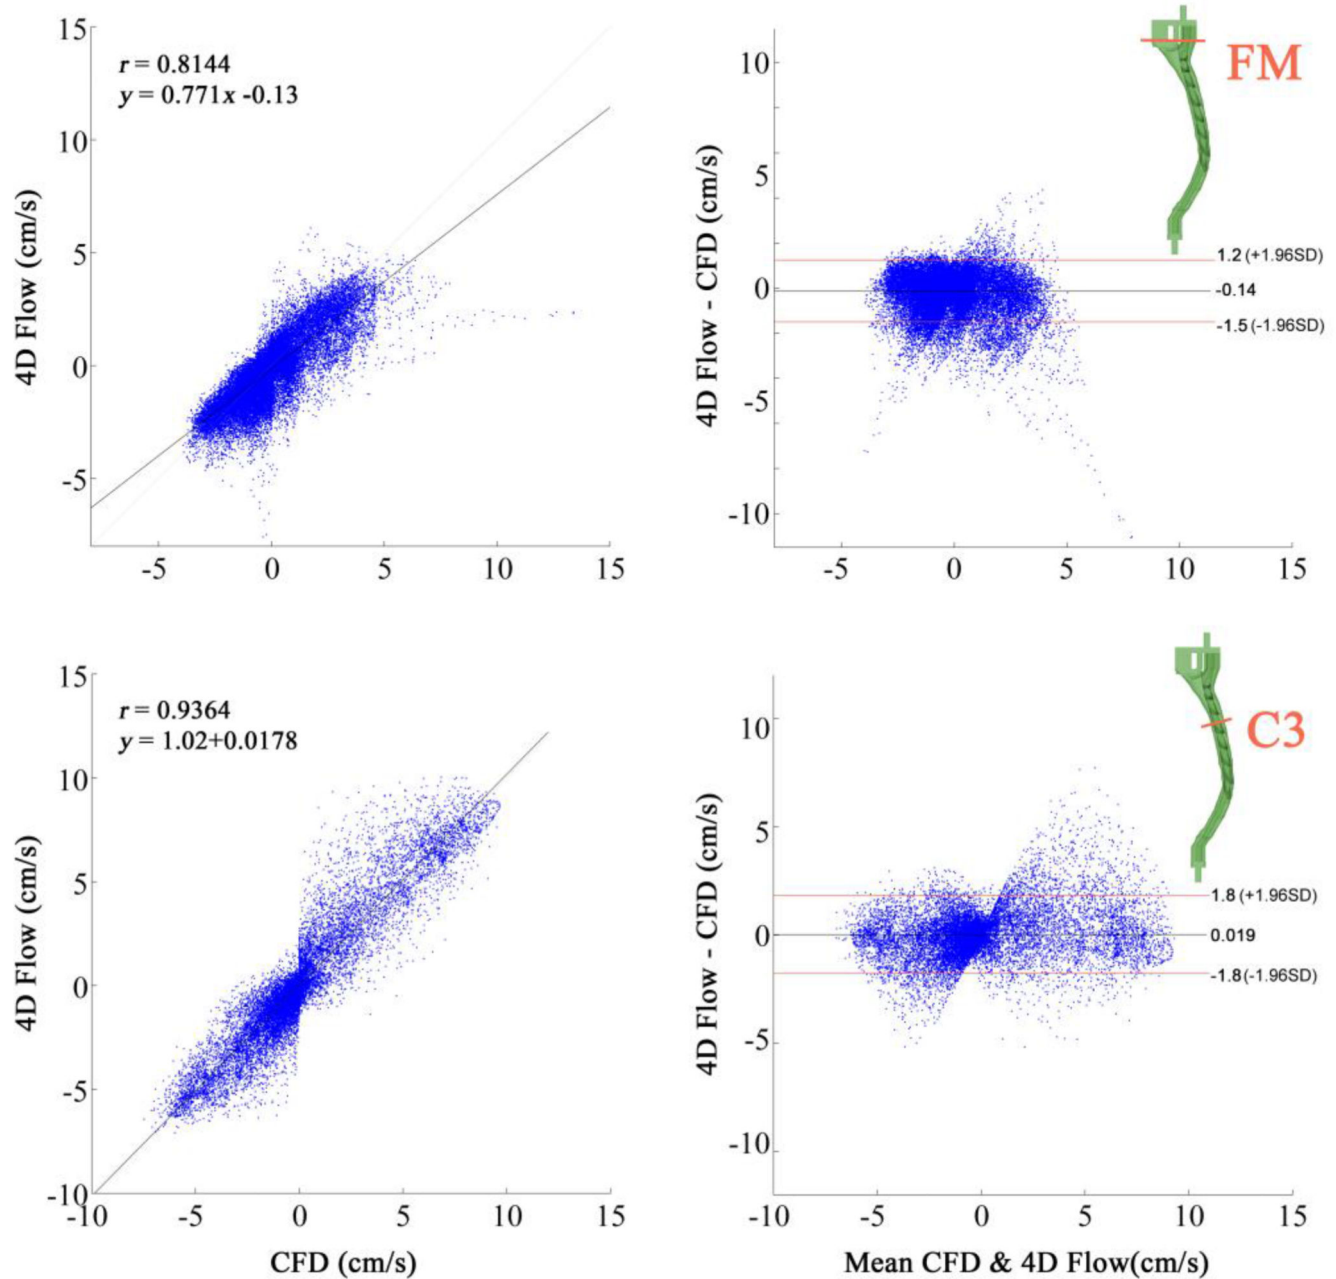 r = 0.8144
y = 0.771x -0.13
15
10
5
0
-5
4D Flow (cm/s)
-5 0 5 10 15
FM
10
5
0
-5
-10
4D Flow - CFD (cm/s)
1.2 (+1.96SD)
-0.14
-1.5 (-1.96SD)
-5 0 5 10 15
r = 0.9364
y = 1.02+0.0178
15
10
5
0
-5
-10
4D Flow (cm/s)
-10 -5 0 5 10 15
CFD (cm/s)
C3
10
5
0
-5
-10
4D Flow - CFD (cm/s)
1.8 (+1.96SD)
0.019
-1.8 (-1.96SD)
-10 -5 0 5 10 15
Mean CFD & 4D Flow(cm/s)